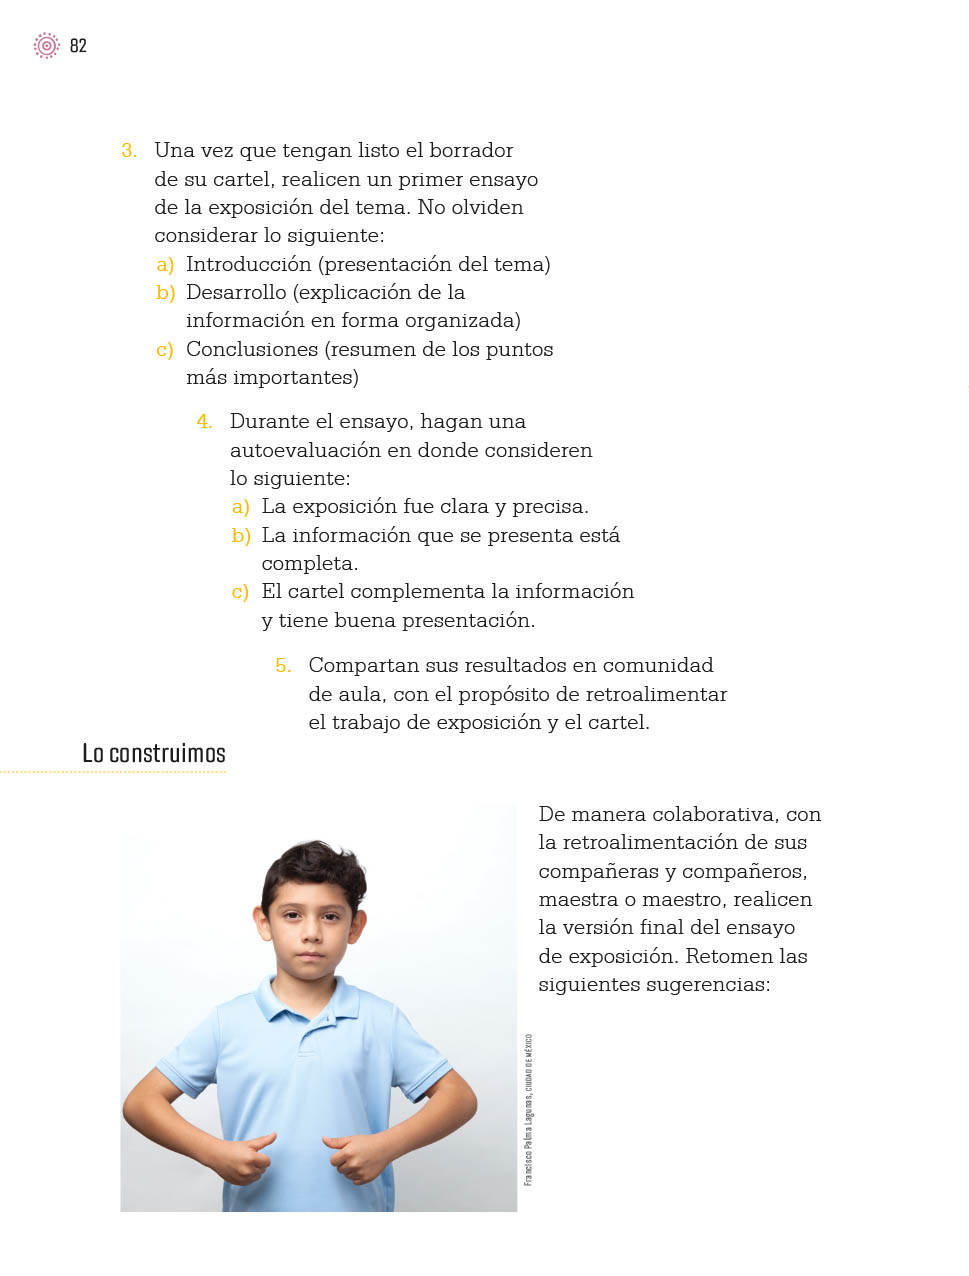 82
3. Una vez que tengan listo el borrador
de su cartel, realicen un primer ensayo
de la exposición del tema. No olviden
considerar lo siguiente:
a) Introducción (presentación del tema)
b) Desarrollo (explicación de la
información en forma organizada)
c) Conclusiones (resumen de los puntos
más importantes)
4. Durante el ensayo, hagan una
autoevaluación en donde consideren
lo siguiente:
a) La exposición fue clara y precisa.
b) La información que se presenta está
completa.
c) El cartel complementa la información
y tiene buena presentación.
5. Compartan sus resultados en comunidad
de aula, con el propósito de retroalimentar
el trabajo de exposición y el cartel.
Lo construimos
De manera colaborativa, con
la retroalimentación de sus
compañeras y compañeros,
maestra o maestro, realicen
la versión final del ensayo
de exposición. Retomen las
siguientes sugerencias:
Francisco Palma Lagunas, CIUDAD DE MÉXICO